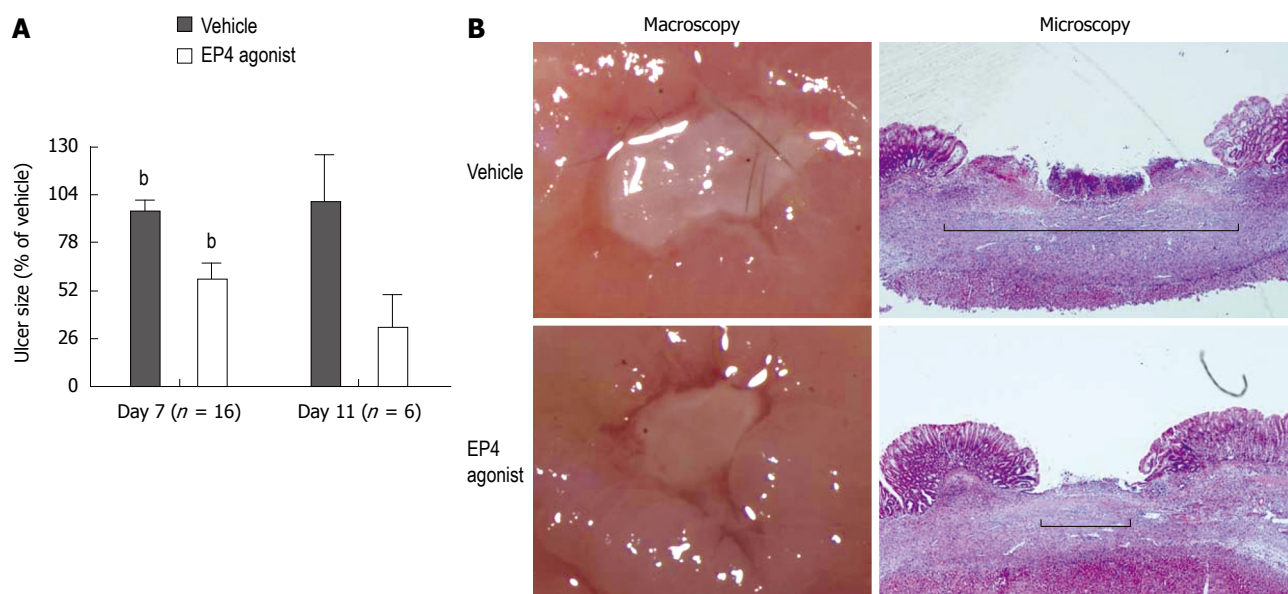 A
Vehicle
EP4 agonist
Ulcer size (% of vehicle)
130
104
78
52
26
0
b
b
Day 7 (n = 16)
Day 11 (n = 6)
B
Macroscopy
Microscopy
Vehicle
EP4
agonist